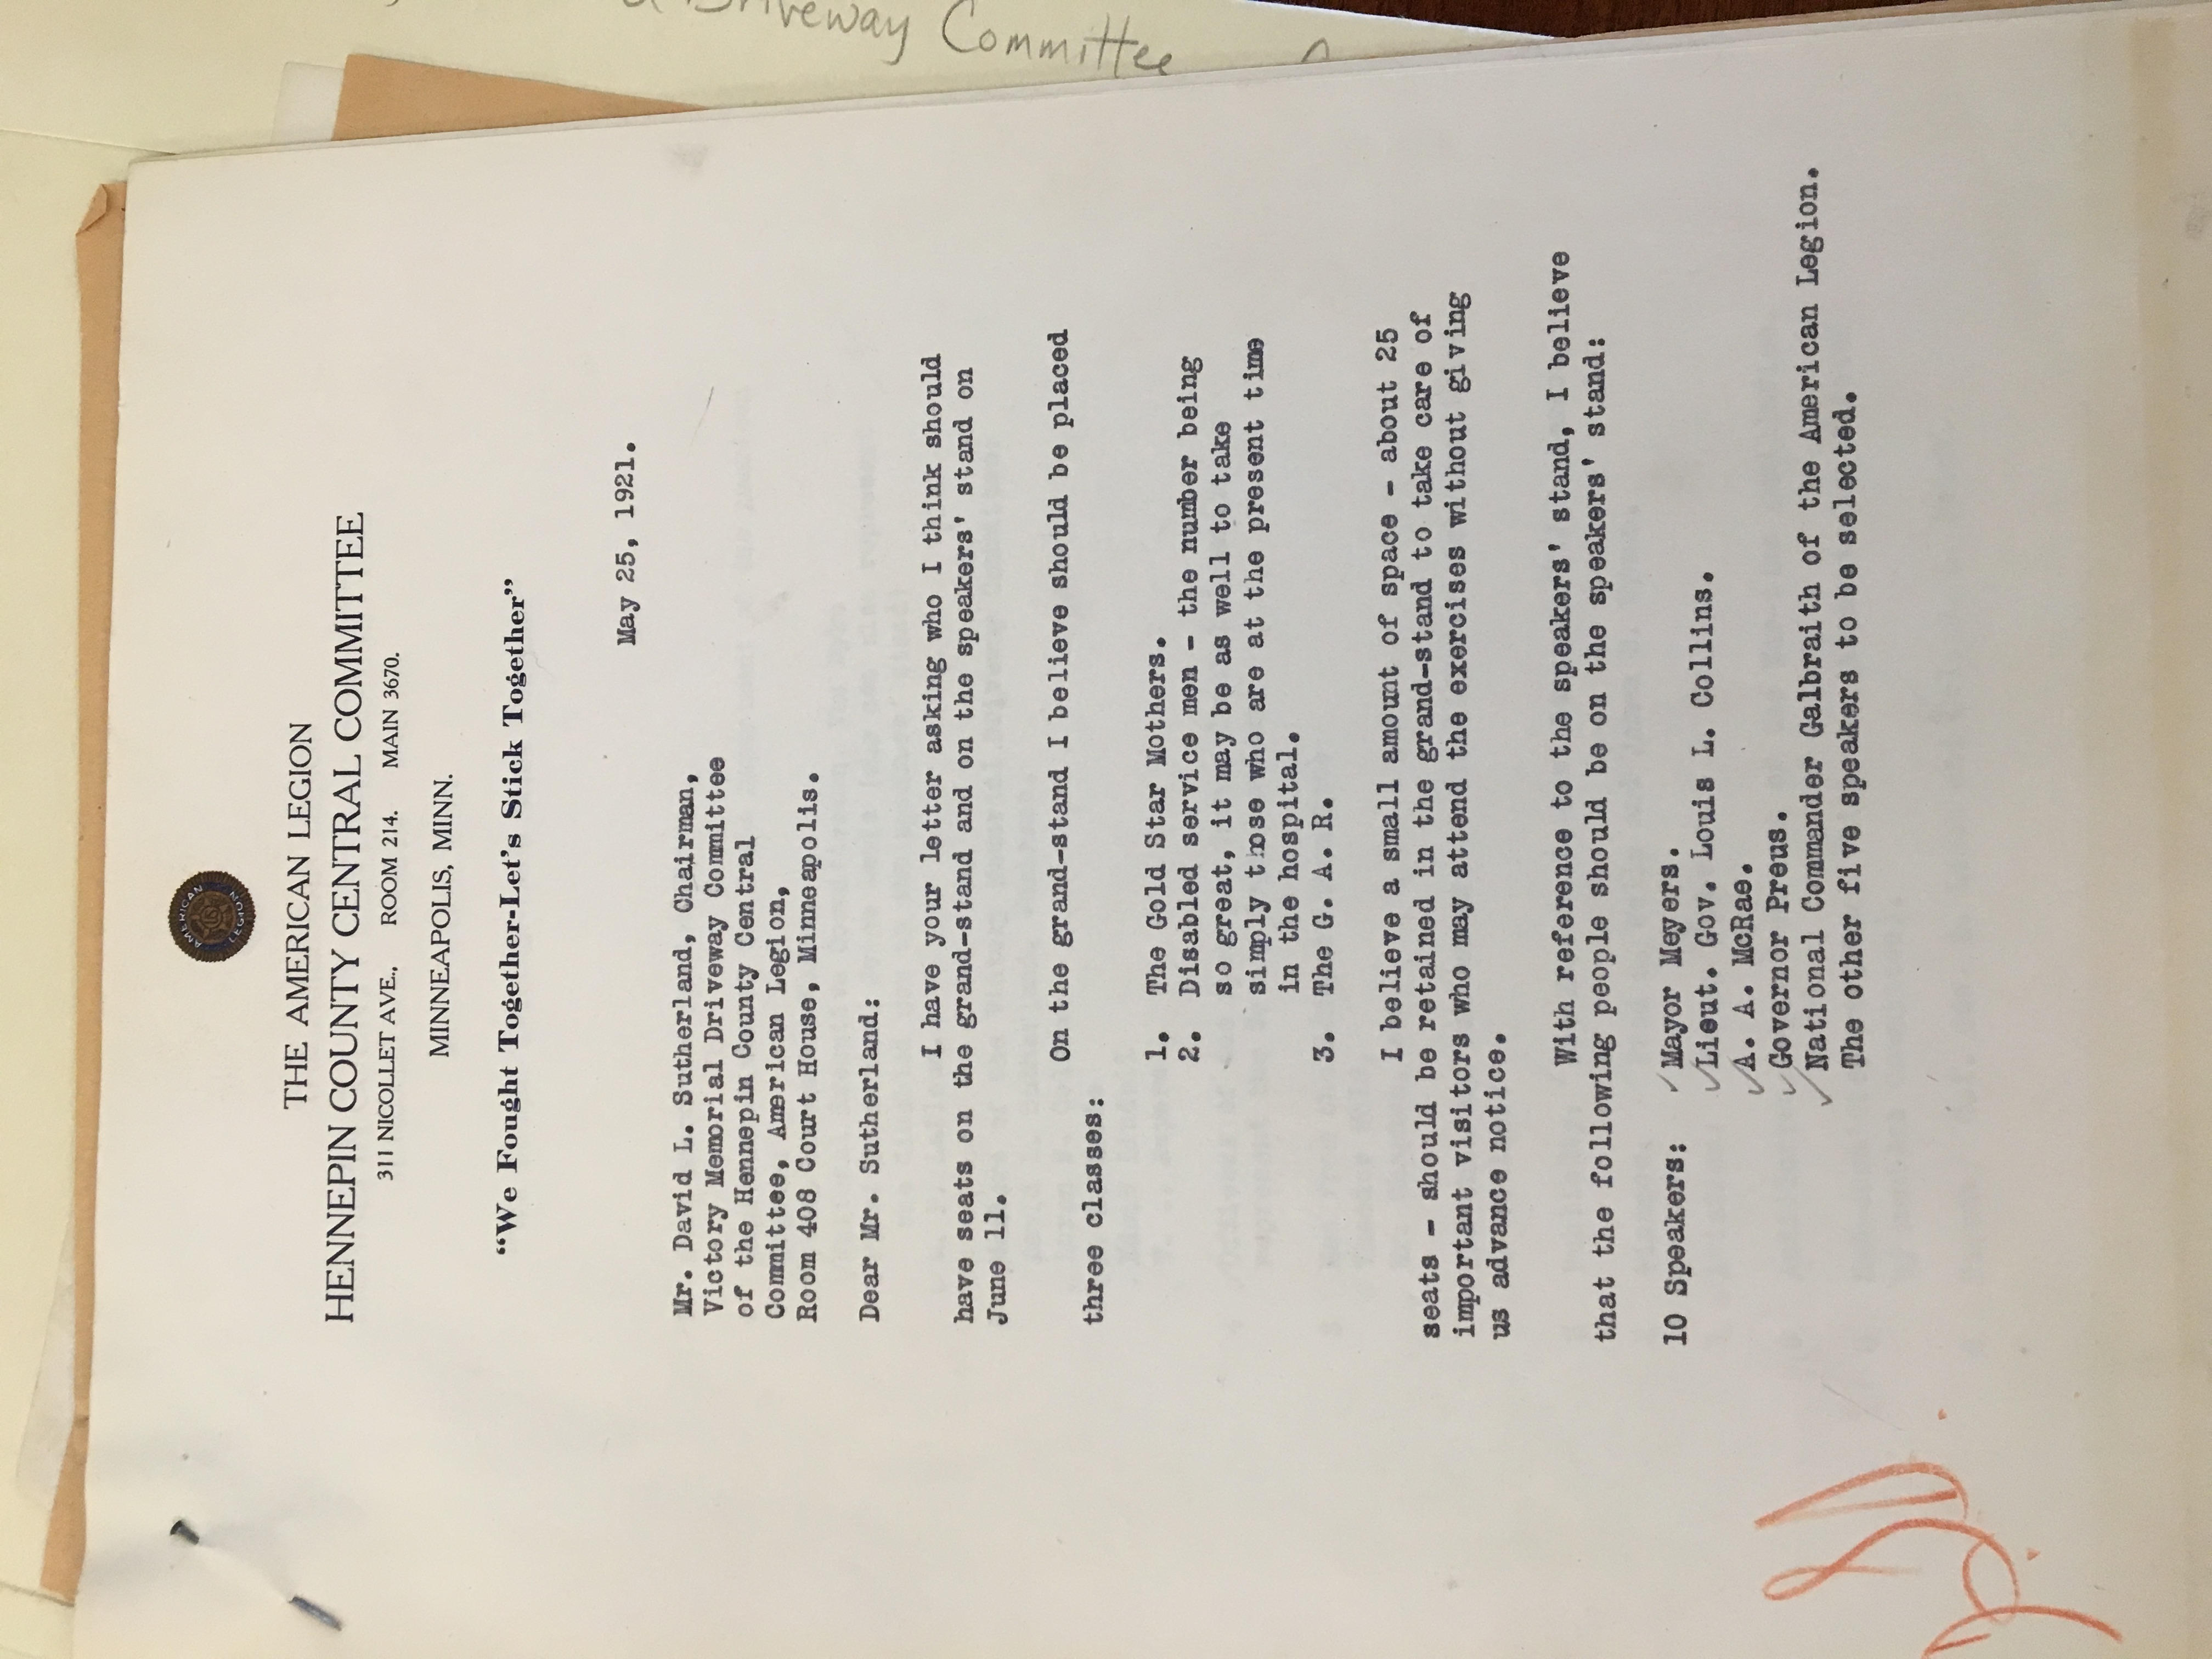 AMERICAN
US
LEGION
THE AMERICAN LEGION
HENNEPIN COUNTY CENTRAL COMMITTEE
311 NICOLLET AVE., ROOM 214. MAIN 3670.
MINNEAPOLIS, MINN.
“We Fought Together-Let's Stick Together”
May 25, 1921.
Mr. David L. Sutherland, Chairman,
Victory Memorial Driveway Committee
of the Hennepin County Central
Committee, American Legion,
Room 408 Court House, Minneapolis.
Dear Mr. Sutherland:
I have your letter asking who I think should
have seats on the grand-stand and on the speakers' stand on
June 11.
On the grand-stand I believe should be placed
three classes:
1. The Gold Star Mothers.
2. Disabled service men - the number being
so great, it may be as well to take
simply those who are at the present time
in the hospital.
3. The G. A. R.
I believe a small amount of space - about 25
seats - should be retained in the grand-stand to take care of
important visitors who may attend the exercises without giving
us advance notice.
With reference to the speakers' stand, I believe
that the following people should be on the speakers' stand:
10 Speakers: ✓Mayor Meyers.
✓Lieut. Gov. Louis L. Collins.
✓A. A. McRae.
✓Governor Preus.
✓National Commander Galbraith of the American Legion.
The other five speakers to be selected.
Driveway Committee